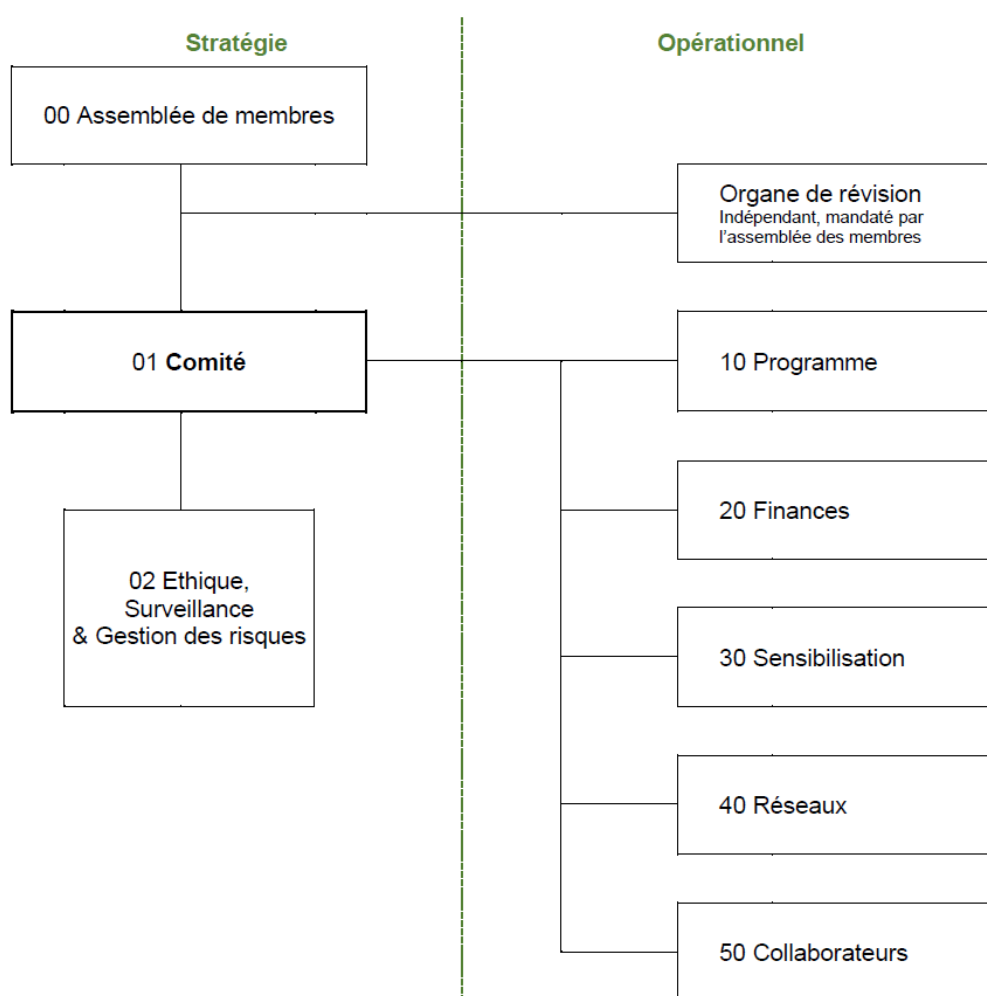 Stratégie
Opérationnel
00 Assemblée de membres
Organe de révision
Indépendant, mandaté par
l'assemblée des membres
01 Comité
10 Programme
20 Finances
02 Ethique,
Surveillance
& Gestion des risques
30 Sensibilisation
40 Réseaux
50 Collaborateurs